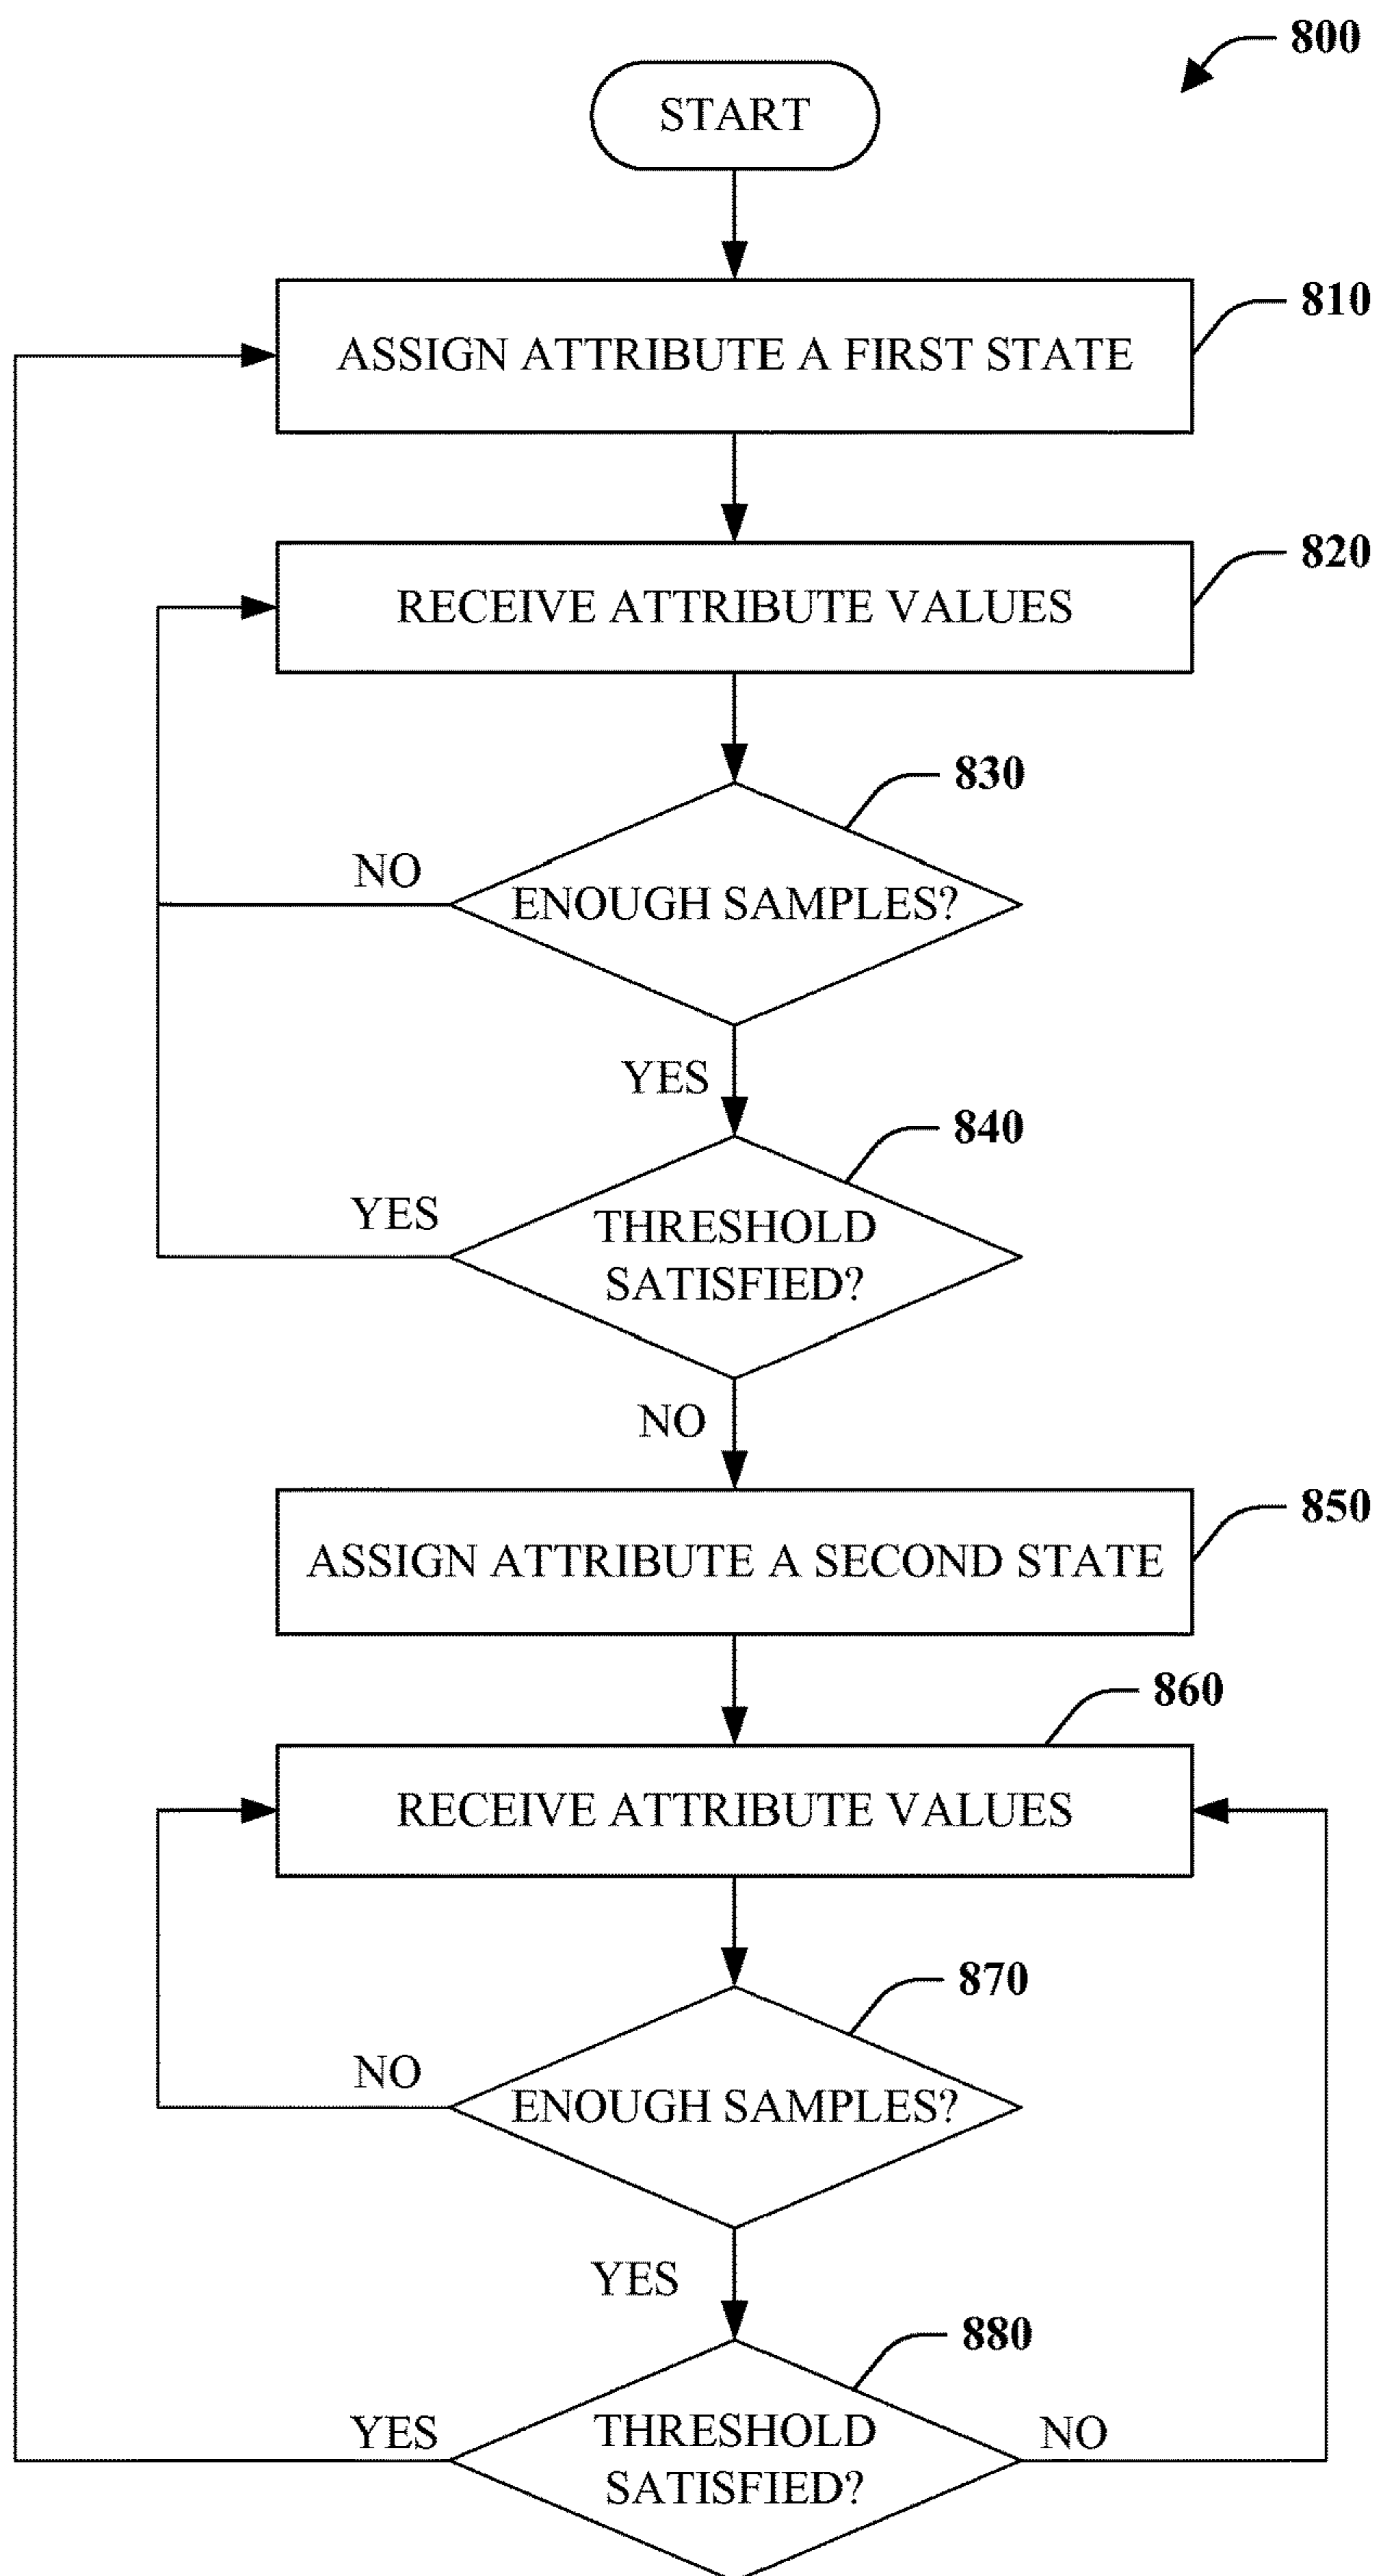 800
START
810
ASSIGN ATTRIBUTE A FIRST STATE
820
RECEIVE ATTRIBUTE VALUES
830
NO
ENOUGH SAMPLES?
YES
840
YES
THRESHOLD
SATISFIED?
NO
850
ASSIGN ATTRIBUTE A SECOND STATE
860
RECEIVE ATTRIBUTE VALUES
870
NO
ENOUGH SAMPLES?
YES
880
YES
THRESHOLD
SATISFIED?
NO